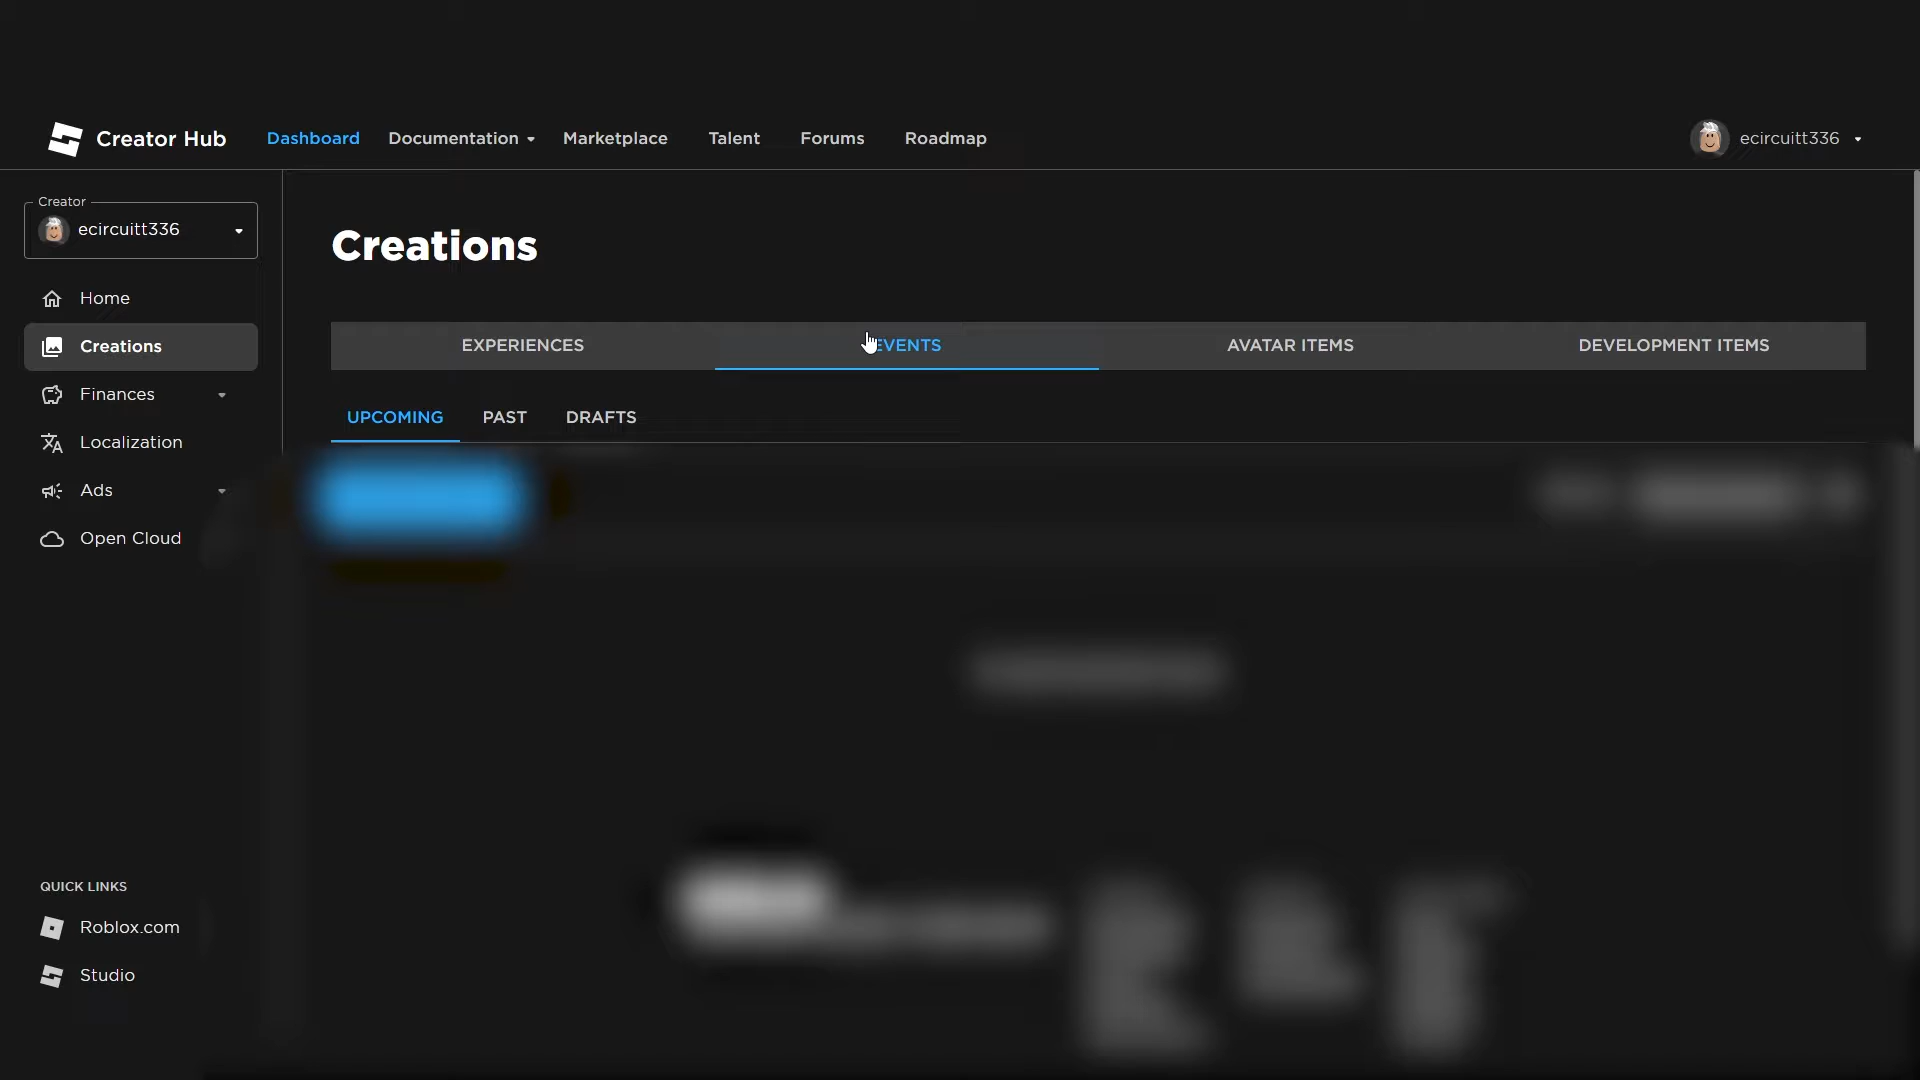 Creator Hub Dashboard Documentation Marketplace Talent Forums Roadmap ecircuitt336
Creator
ecircuitt336
Home
Creations
Finances
Localization
Ads
Open Cloud
QUICK LINKS
Roblox.com
Studio
Creations
EXPERIENCES EVENTS AVATAR ITEMS DEVELOPMENT ITEMS
UPCOMING PAST DRAFTS